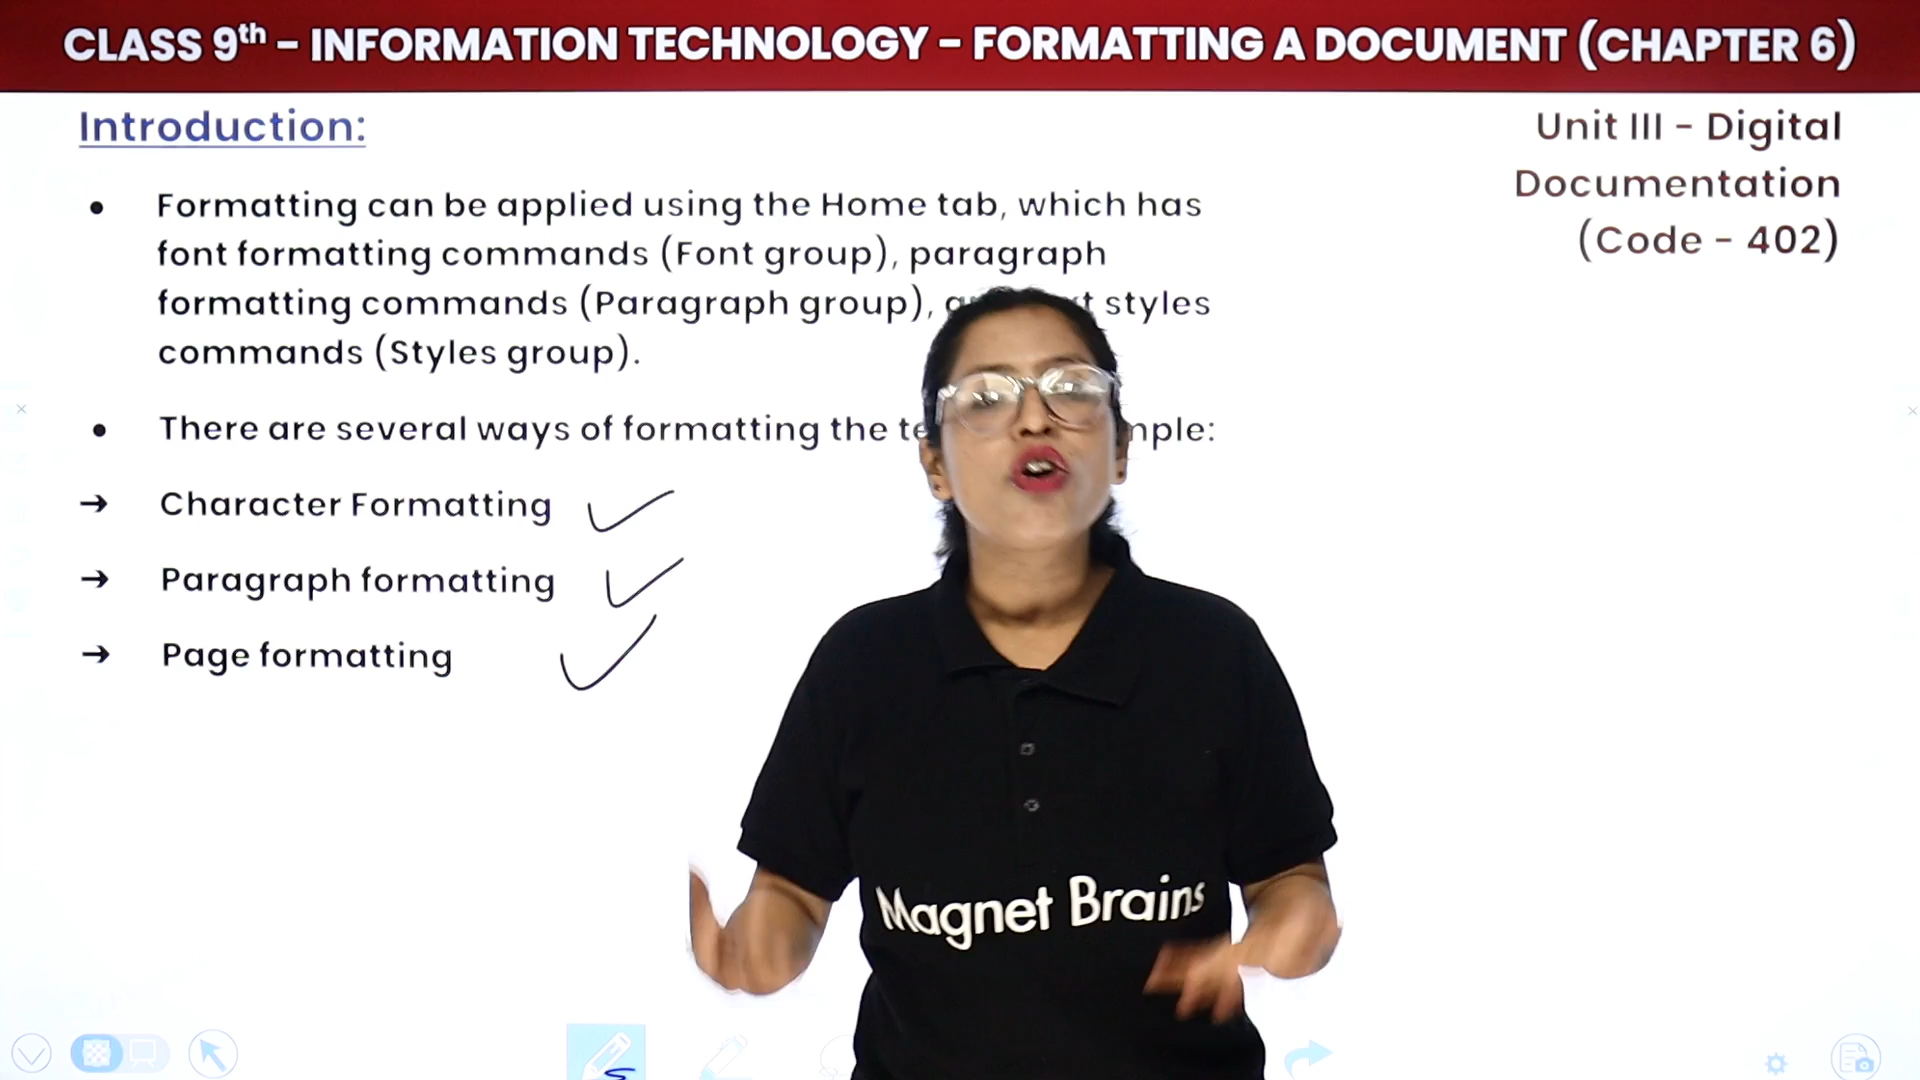 CLASS 9th - INFORMATION TECHNOLOGY - FORMATTING A DOCUMENT (CHAPTER 6)
Introduction:
Unit III - Digital
Documentation
(Code - 402)
• Formatting can be applied using the Home tab, which has
font formatting commands (Font group), paragraph
formatting commands (Paragraph group), styles
commands (Styles group).
• There are several ways of formatting the
→ Character Formatting
→ Paragraph formatting
→ Page formatting
Magnet Brains